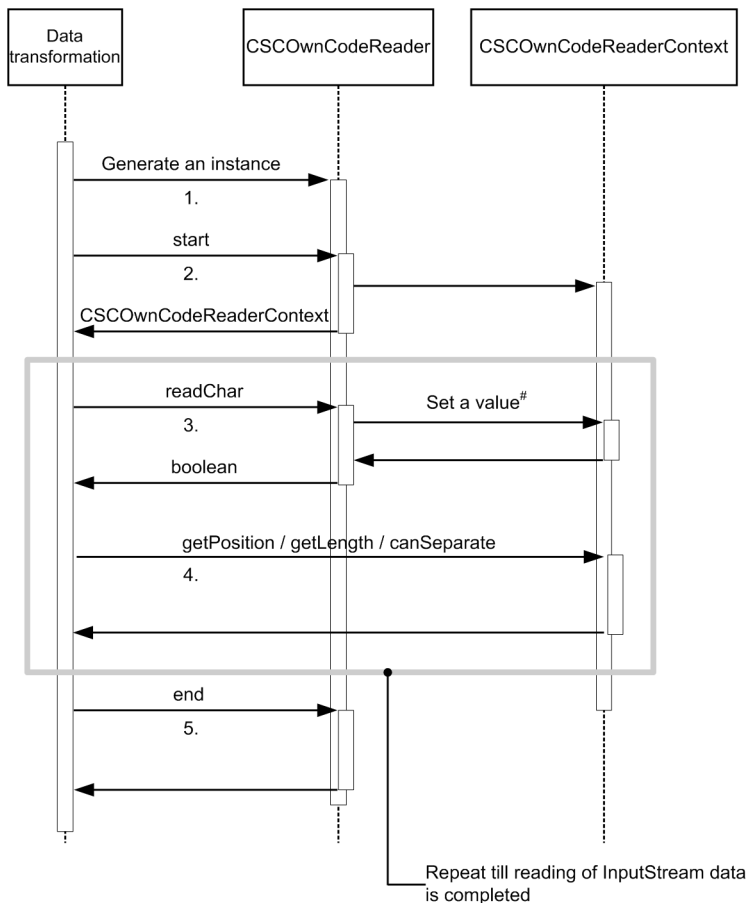 Data
transformation
CSCOwnCodeReader
CSCOwnCodeReaderContext
Generate an instance
1.
start
2.
CSCOwnCodeReaderContext
readChar
3.
Set a value#
boolean
getPosition / getLength / canSeparate
4.
end
5.
Repeat till reading of InputStream data
is completed